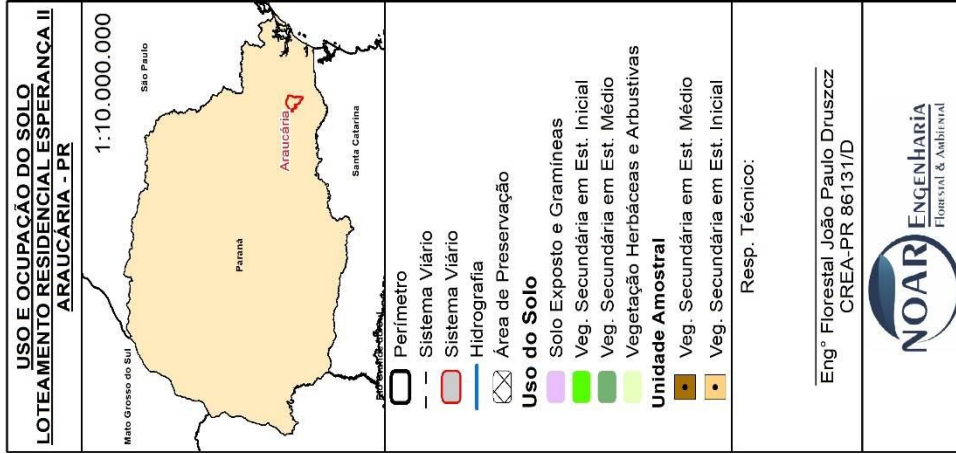 USO E OCUPAÇÃO DO SOLO
LOTEAMENTO RESIDENCIAL ESPERANÇA II
ARAUCÁRIA - PR
1:10.000.000
Mato Grosso do Sul
São Paulo
Paraná
Araucária
Santa Catarina
Perímetro
Sistema Viário
Sistema Viário
Hidrografia
Área de Preservação
Uso do Solo
Solo Exposto e Gramíneas
Veg. Secundária em Est. Inicial
Veg. Secundária em Est. Médio
Vegetação Herbáceas e Arbustivas
Unidade Amostral
Veg. Secundária em Est. Médio
Veg. Secundária em Est. Inicial
Resp. Técnico:
Eng° Florestal João Paulo Druszcz
CREA-PR 86131/D
NOAR ENGENHARIA
FLORESTAL & AMBIENTAL